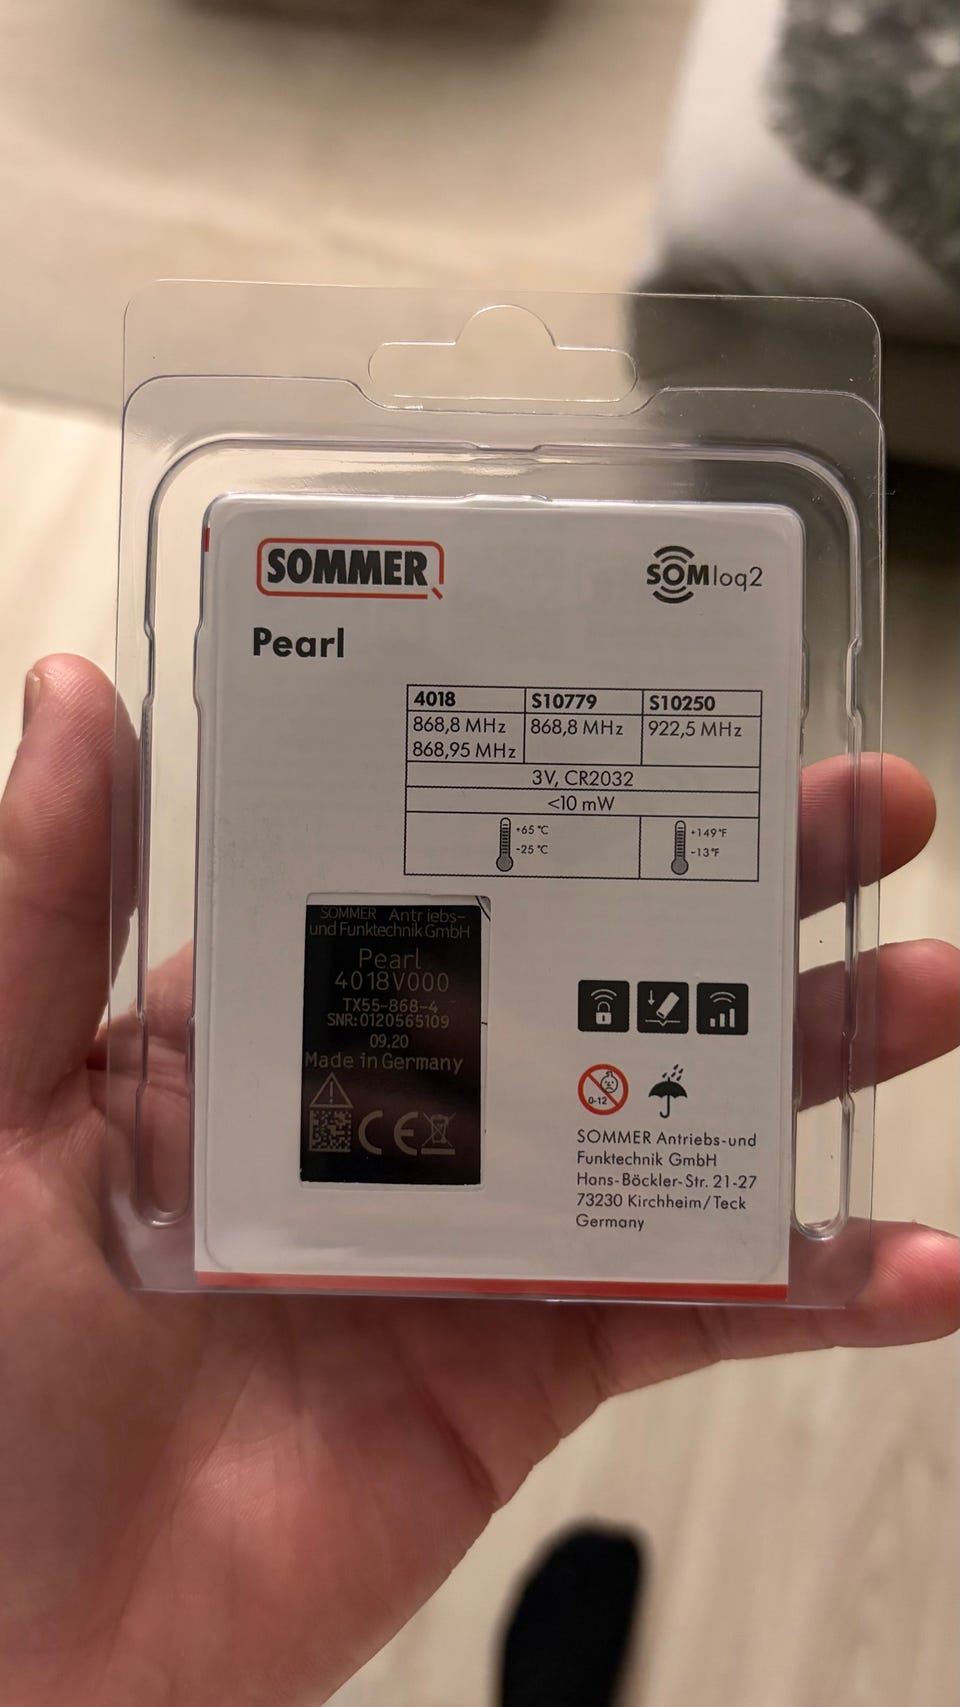 SOMMER
SOMloq2
Pearl
4018 S10779 S10250
868,8 MHz 868,8 MHz 922,5 MHz
868,95 MHz
3V, CR2032
<10 mW
+65 °C +149 °F
-25 °C -13 °F
SOMMER Antriebs-
und Funktechnik GmbH
Pearl
4018V000
TX55-868-4
SNR:0120565109
09.20
Made in Germany
CE
0-12
SOMMER Antriebs-und
Funktechnik GmbH
Hans-Böckler-Str. 21-27
73230 Kirchheim/Teck
Germany